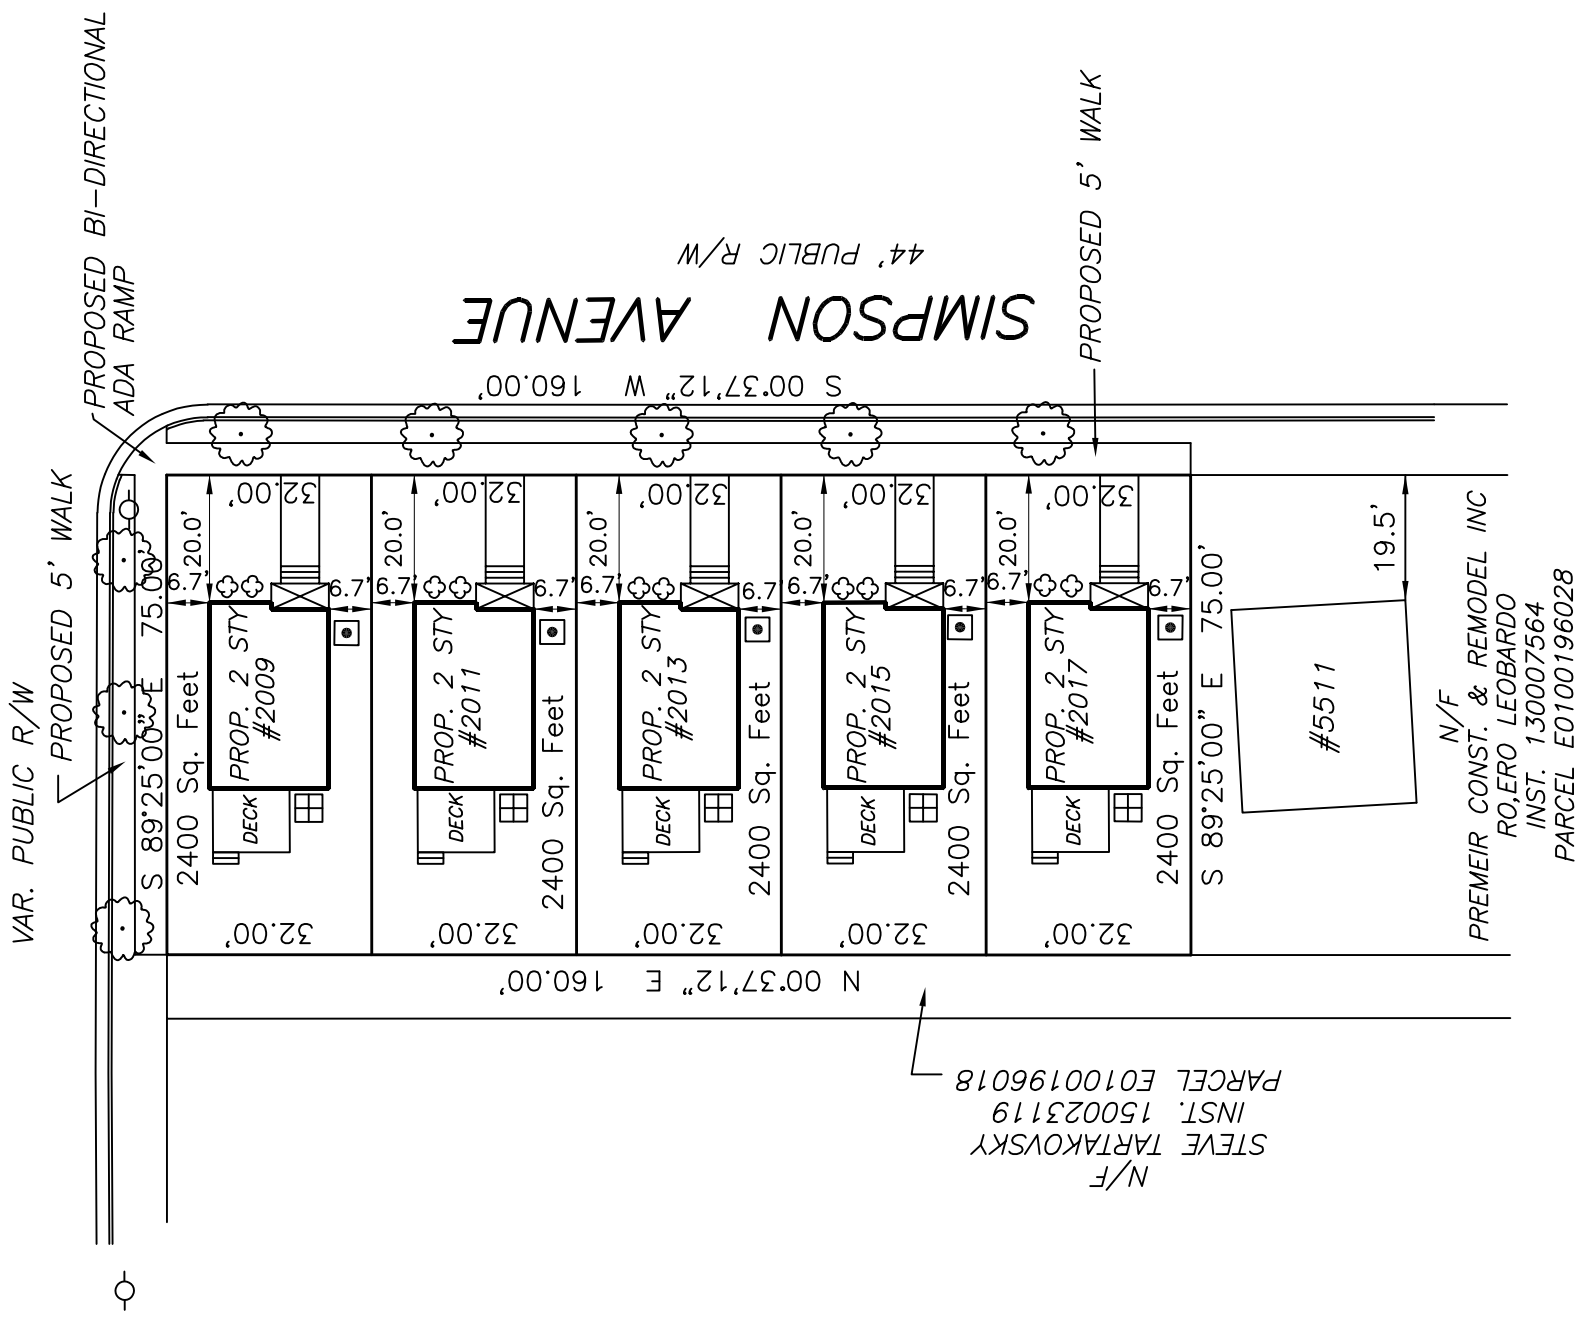 VAR. PUBLIC R/W
PROPOSED 5' WALK
PROPOSED BI-DIRECTIONAL
ADA RAMP
44' PUBLIC R/W
SIMPSON AVENUE
S 00°37'12" W 160.00'
PROPOSED 5' WALK
S 89°25'00" E 75.00'
2400 Sq. Feet
32.00'
20.0'
6.7'
6.7'
PROP. 2 STY
#2009
DECK
32.00'
32.00'
20.0'
6.7'
6.7'
PROP. 2 STY
#2011
DECK
2400 Sq. Feet
32.00'
32.00'
20.0'
6.7'
6.7'
PROP. 2 STY
#2013
DECK
2400 Sq. Feet
32.00'
32.00'
20.0'
6.7'
6.7'
PROP. 2 STY
#2015
DECK
2400 Sq. Feet
32.00'
32.00'
20.0'
6.7'
6.7'
PROP. 2 STY
#2017
DECK
2400 Sq. Feet
32.00'
S 89°25'00" E 75.00'
19.5'
#5511
N/F
PREMEIR CONST. & REMODEL INC
RO,ERO LEOBARDO
INST. 130007564
PARCEL E0100196028
N 00°37'12" E 160.00'
N/F
STEVE TARTAKOVSKY
INST. 150023119
PARCEL E0100196018